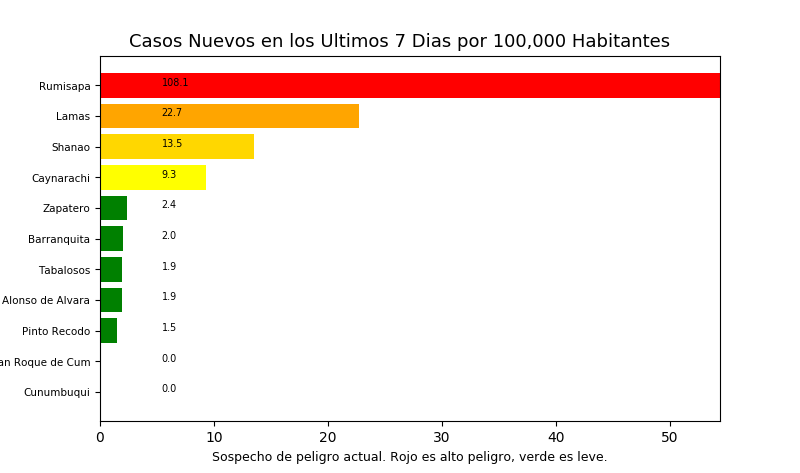 Casos Nuevos en los Ultimos 7 Dias por 100,000 Habitantes
Rumisapa 108.1
Lamas 22.7
Shanao 13.5
Caynarachi 9.3
Zapatero 2.4
Barranquita 2.0
Tabalosos 1.9
Alonso de Alvara 1.9
Pinto Recodo 1.5
an Roque de Cum 0.0
Cunumbuqui 0.0
0 10 20 30 40 50
Sospecho de peligro actual. Rojo es alto peligro, verde es leve.